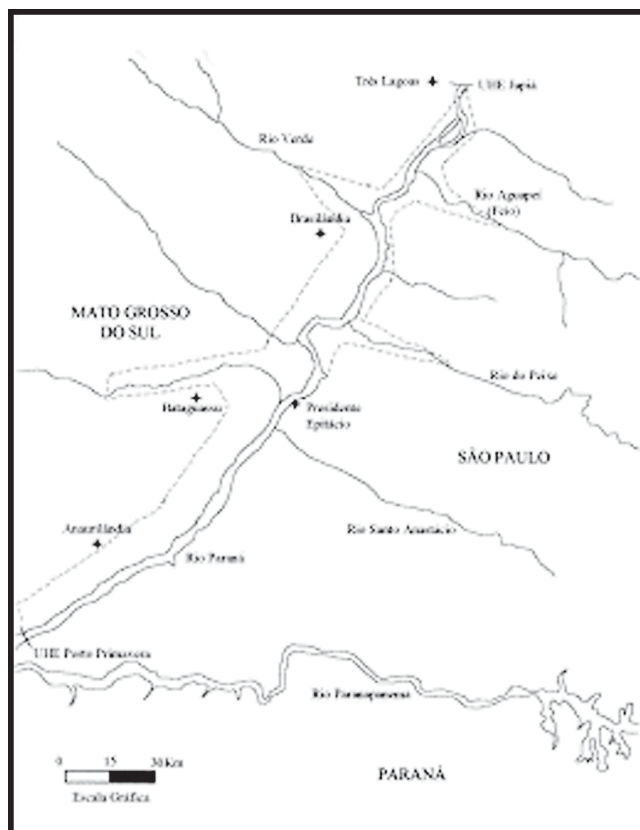 Três Lagoas
UHE Jupiá
Rio Verde
Rio Aguapeí
(Feio)
Brasilândia
MATO GROSSO
DO SUL
Rio do Peixe
Bataguassu
Presidente
Epitácio
SÃO PAULO
Anaurilândia
Rio Santo Anastácio
Rio Paraná
UHE Porto Primavera
Rio Paranapanema
0 15 30 Km
Escala Gráfica
PARANÁ